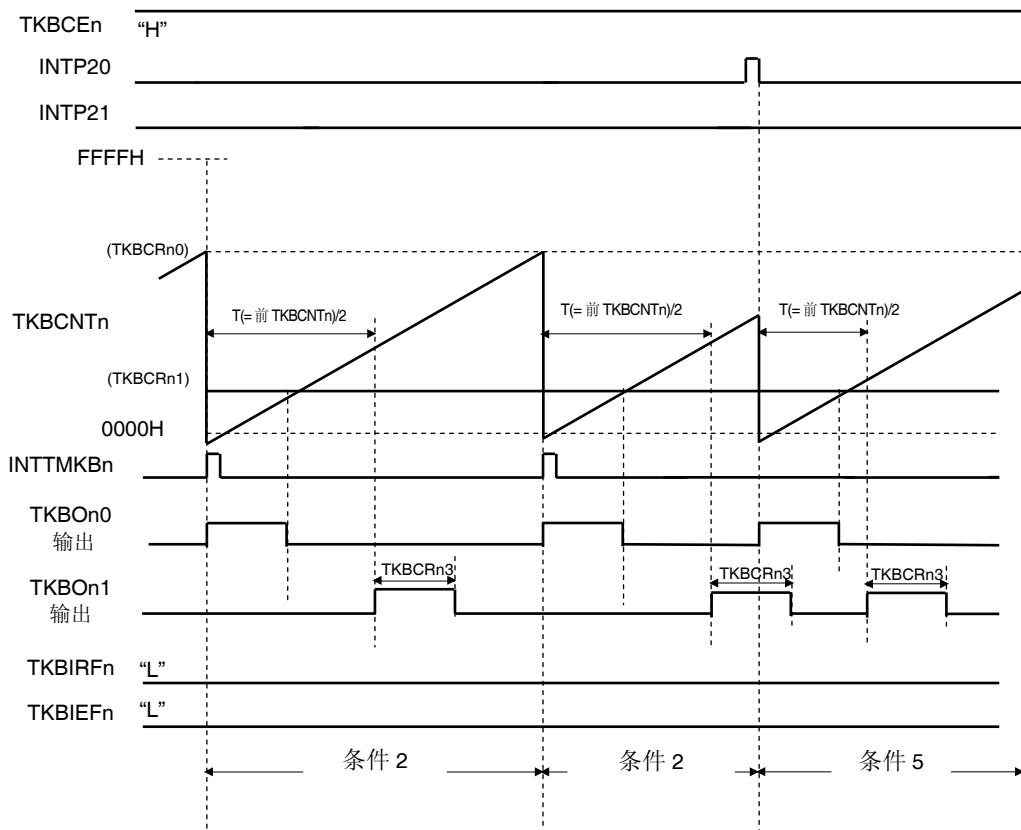 TKBCEn “H”
INTP20
INTP21
FFFFH
(TKBCRn0)
T(= 前 TKBCNTn)/2 T(= 前 TKBCNTn)/2 T(= 前 TKBCNTn)/2
TKBCNTn
(TKBCRn1)
0000H
INTTMKBn
TKBOn0
输出
TKBCRn3 TKBCRn3 TKBCRn3
TKBOn1
输出
TKBIRFn “L”
TKBIEFn “L”
条件 2 条件 2 条件 5